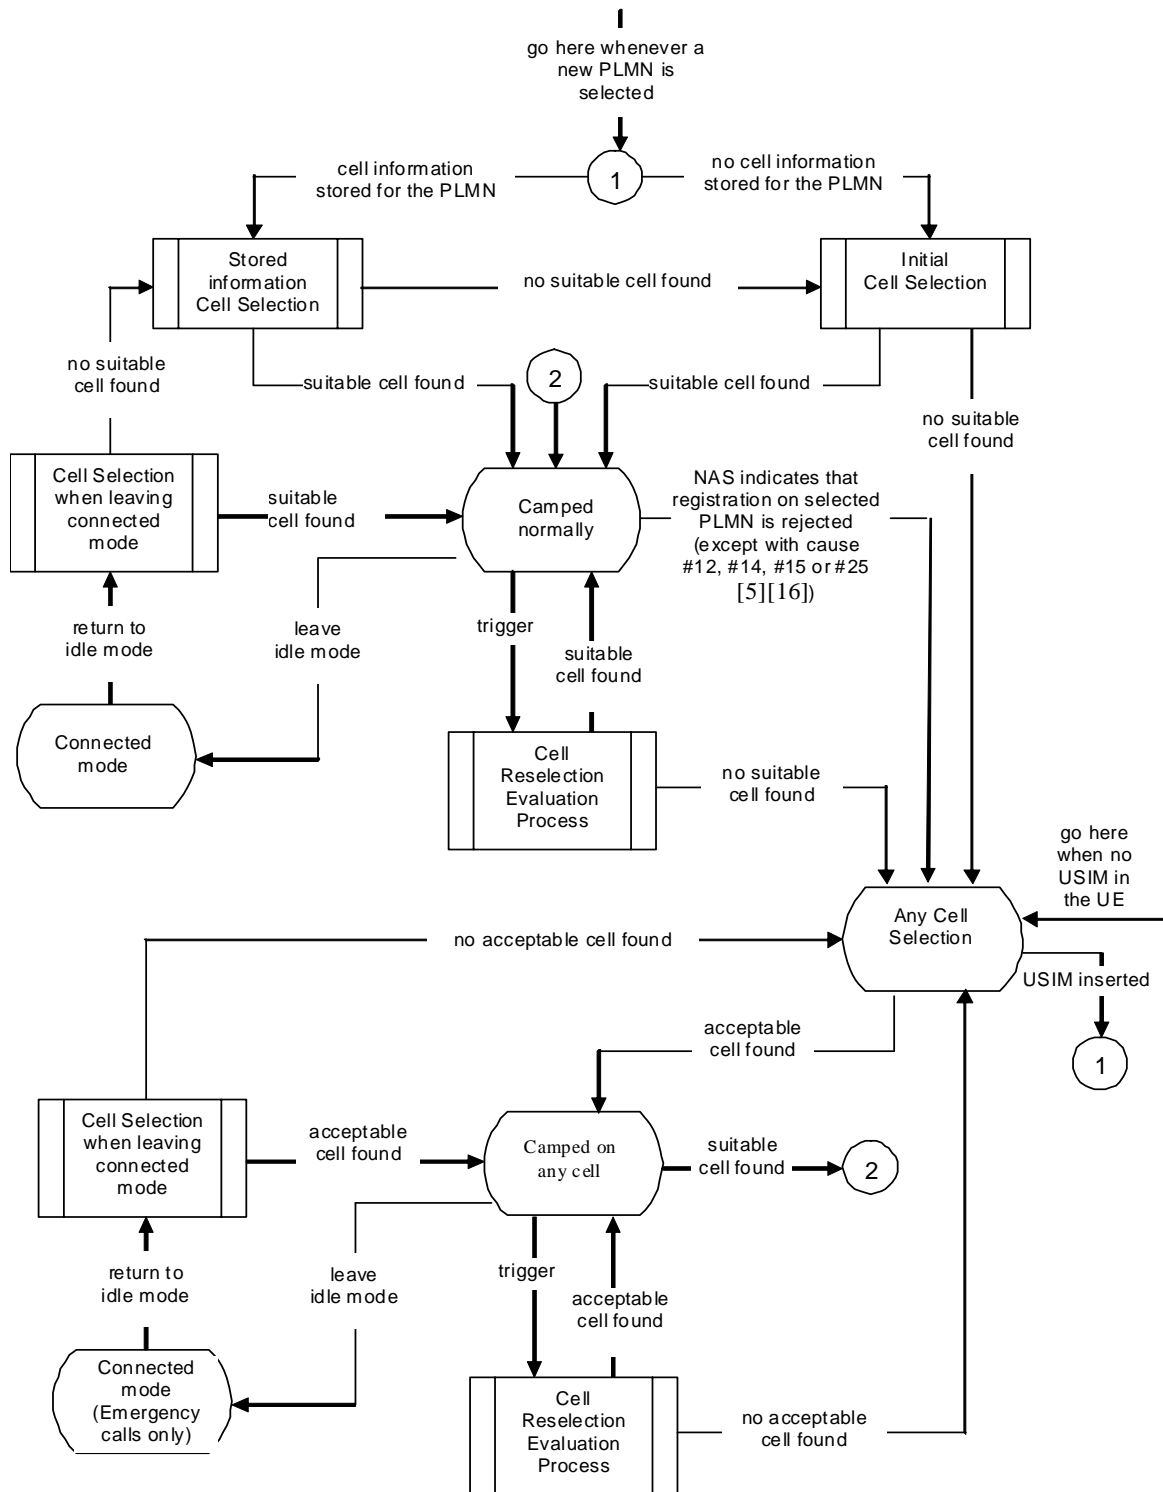 go here whenever a
new PLMN is
selected
1
cell information
stored for the PLMN
no cell information
stored for the PLMN
Stored
information
Cell Selection
no suitable cell found
Initial
Cell Selection
no suitable
cell found
suitable cell found
2
suitable cell found
no suitable
cell found
Cell Selection
when leaving
connected
mode
suitable
cell found
Camped
normally
NAS indicates that
registration on selected
PLMN is rejected
(except with cause
#12, #14, #15 or #25
[5][16])
return to
idle mode
leave
idle mode
trigger
suitable
cell found
Connected
mode
Cell
Reselection
Evaluation
Process
no suitable
cell found
go here
when no
USIM in
the UE
Any Cell
Selection
no acceptable cell found
USIM inserted
1
acceptable
cell found
Cell Selection
when leaving
connected
mode
acceptable
cell found
Camped on
any cell
suitable
cell found
2
return to
idle mode
leave
idle mode
trigger
acceptable
cell found
Connected
mode
(Emergency
calls only)
Cell
Reselection
Evaluation
Process
no acceptable
cell found